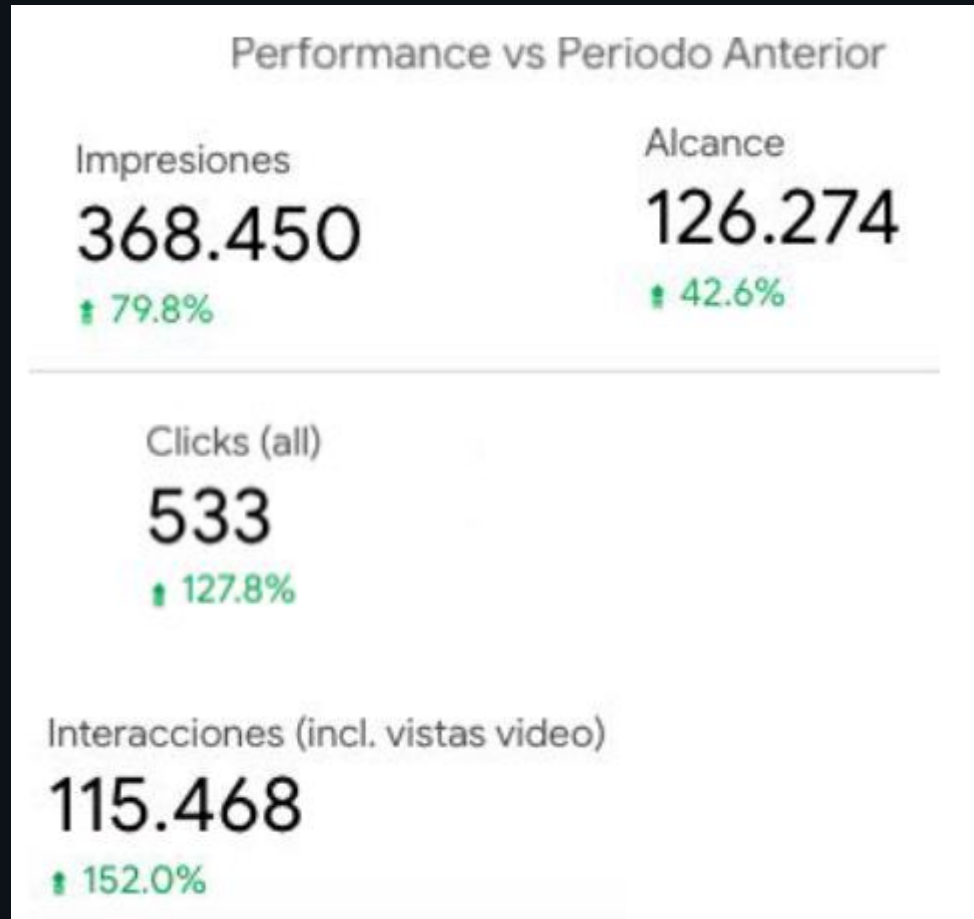 Performance vs Periodo Anterior
Impresiones
368.450
79.8%
Alcance
126.274
42.6%
Clicks (all)
533
127.8%
Interacciones (incl. vistas video)
115.468
152.0%